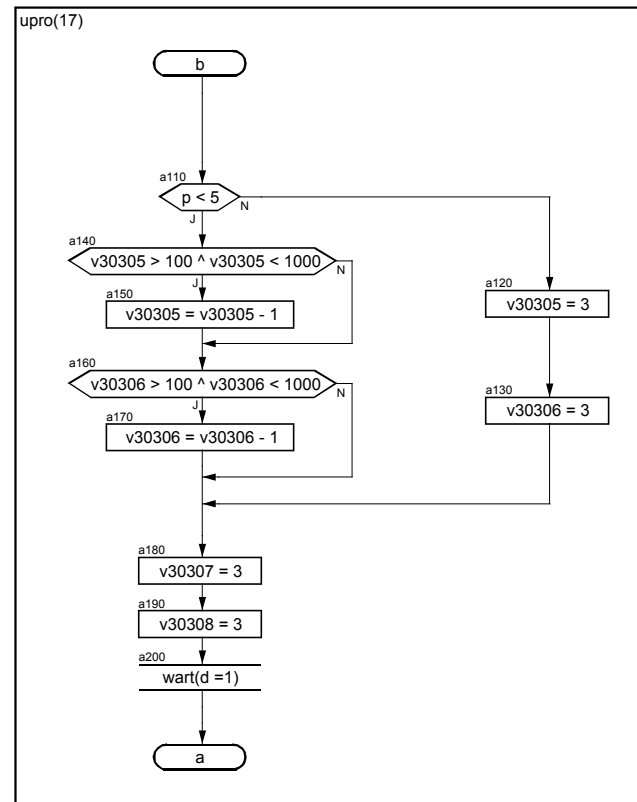 upro(17)
b
a110
p < 5
N
J
a140
v30305 > 100 ^ v30305 < 1000
N
J
a150
v30305 = v30305 - 1
a120
v30305 = 3
a160
v30306 > 100 ^ v30306 < 1000
N
J
a170
v30306 = v30306 - 1
a130
v30306 = 3
a180
v30307 = 3
a190
v30308 = 3
a200
wart(d =1)
a